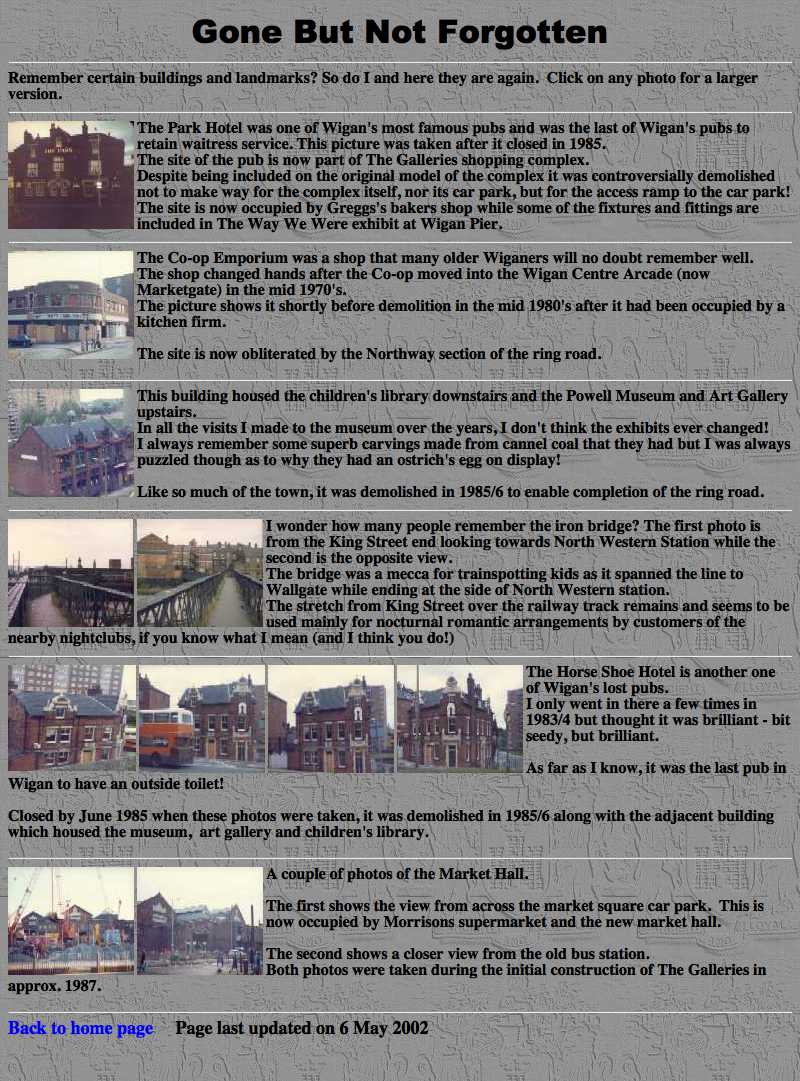 Gone But Not Forgotten
Remember certain buildings and landmarks? So do I and here they are again.  Click on any photo for a larger
version.
The Park Hotel was one of Wigan's most famous pubs and was the last of Wigan's pubs to
retain waitress service. This picture was taken after it closed in 1985.
The site of the pub is now part of The Galleries shopping complex.
Despite being included on the original model of the complex it was controversially demolished
not to make way for the complex itself, nor its car park, but for the access ramp to the car park!
The site is now occupied by Greggs's bakers shop while some of the fixtures and fittings are
included in The Way We Were exhibit at Wigan Pier.
The Co-op Emporium was a shop that many older Wiganers will no doubt remember well.
The shop changed hands after the Co-op moved into the Wigan Centre Arcade (now
Marketgate) in the mid 1970's.
The picture shows it shortly before demolition in the mid 1980's after it had been occupied by a
kitchen firm.
The site is now obliterated by the Northway section of the ring road.
This building housed the children's library downstairs and the Powell Museum and Art Gallery
upstairs.
In all the visits I made to the museum over the years, I don't think the exhibits ever changed!
I always remember some superb carvings made from cannel coal that they had but I was always
puzzled though as to why they had an ostrich's egg on display!
Like so much of the town, it was demolished in 1985/6 to enable completion of the ring road.
I wonder how many people remember the iron bridge? The first photo is
from the King Street end looking towards North Western Station while the
second is the opposite view.
The bridge was a mecca for trainspotting kids as it spanned the line to
Wallgate while ending at the side of North Western station.
The stretch from King Street over the railway track remains and seems to be
used mainly for nocturnal romantic arrangements by customers of the
nearby nightclubs, if you know what I mean (and I think you do!)
The Horse Shoe Hotel is another one
of Wigan's lost pubs.
I only went in there a few times in
1983/4 but thought it was brilliant - bit
seedy, but brilliant.
As far as I know, it was the last pub in
Wigan to have an outside toilet!
Closed by June 1985 when these photos were taken, it was demolished in 1985/6 along with the adjacent building
which housed the museum,  art gallery and children's library.
A couple of photos of the Market Hall.
The first shows the view from across the market square car park.  This is
now occupied by Morrisons supermarket and the new market hall.
The second shows a closer view from the old bus station.
Both photos were taken during the initial construction of The Galleries in
approx. 1987.
Back to home page     Page last updated on 6 May 2002